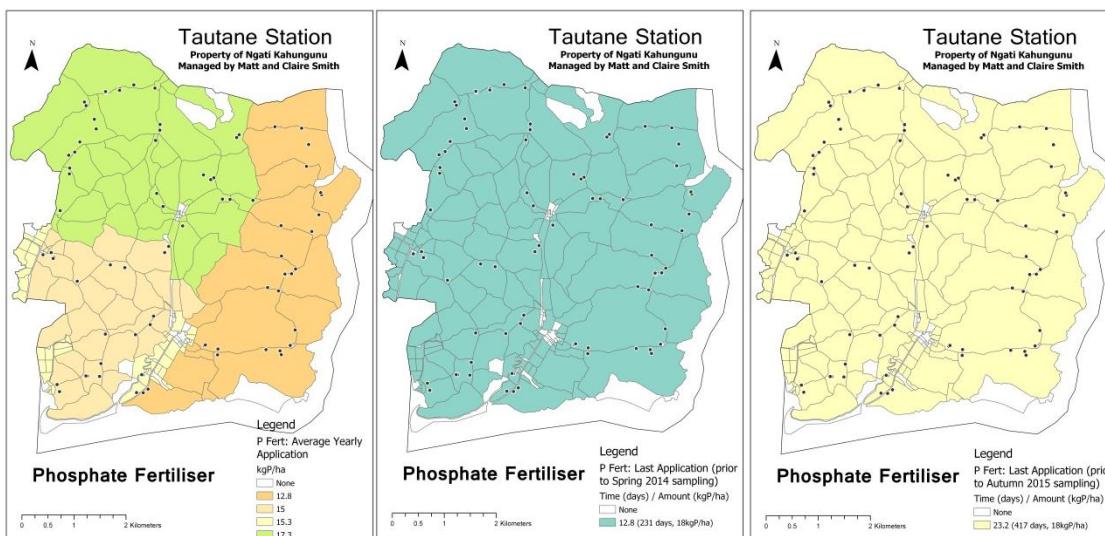 Tautane Station
Property of Ngati Kahungunu
Managed by Matt and Claire Smith
N
Legend
P Fert: Average Yearly
Application
kgP/ha
None
12.8
15
15.3
17.3
Phosphate Fertiliser
0 0.5 1 2 Kilometers
Tautane Station
Property of Ngati Kahungunu
Managed by Matt and Claire Smith
N
Legend
P Fert: Last Application (prior
to Spring 2014 sampling)
Time (days) / Amount (kgP/ha)
None
12.8 (231 days, 18kgP/ha)
Phosphate Fertiliser
0 0.5 1 2 Kilometers
Tautane Station
Property of Ngati Kahungunu
Managed by Matt and Claire Smith
N
Legend
P Fert: Last Application (prior
to Autumn 2015 sampling)
Time (days) / Amount (kgP/ha)
None
23.2 (417 days, 18kgP/ha)
Phosphate Fertiliser
0 0.5 1 2 Kilometers